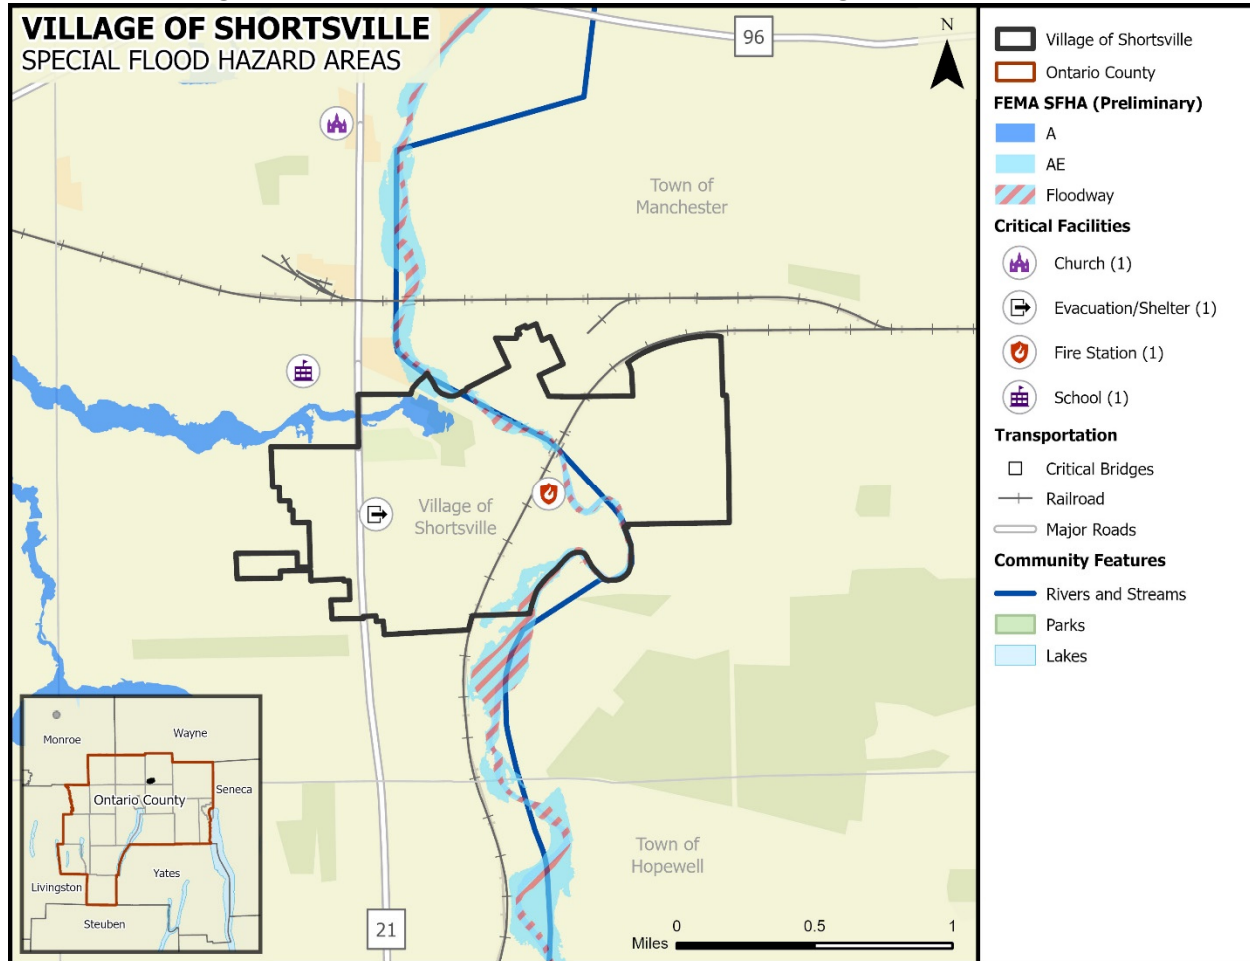 VILLAGE OF SHORTSVILLE
SPECIAL FLOOD HAZARD AREAS
96
N
Town of
Manchester
Village of
Shortsville
Town of
Hopewell
21
0 0.5 1
Miles
Monroe
Wayne
Ontario County
Seneca
Livingston
Yates
Steuben
Village of Shortsville
Ontario County
FEMA SFHA (Preliminary)
A
AE
Floodway
Critical Facilities
Church (1)
Evacuation/Shelter (1)
Fire Station (1)
School (1)
Transportation
Critical Bridges
Railroad
Major Roads
Community Features
Rivers and Streams
Parks
Lakes